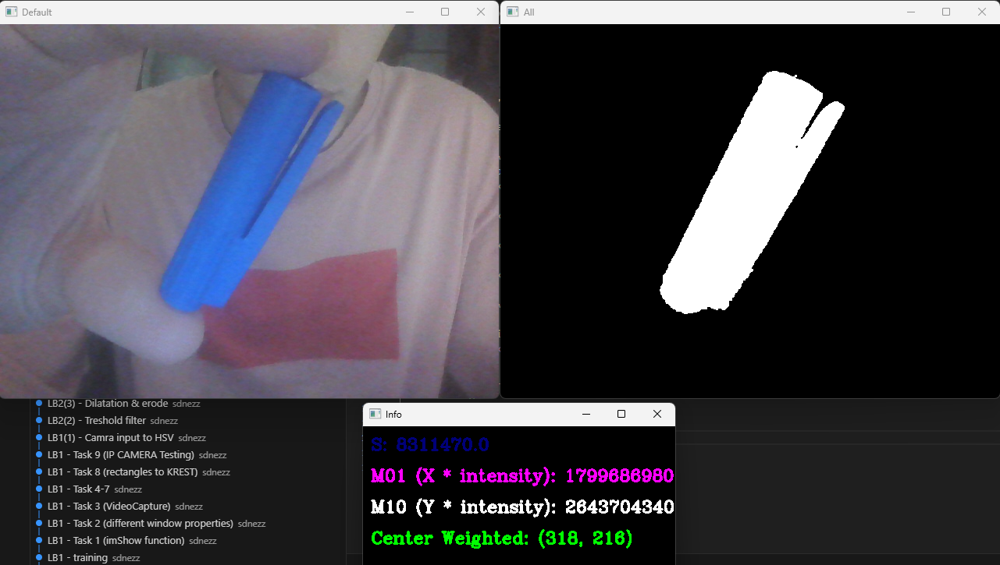 Default
All
LB2(3) - Dilatation & erode sdnezz
LB2(2) - Treshold filter sdnezz
LB1(1) - Camra input to HSV sdnezz
LB1 - Task 9 (IP CAMERA Testing) sdnezz
LB1 - Task 8 (rectangles to KREST) sdnezz
LB1 - Task 4-7 sdnezz
LB1 - Task 3 (VideoCapture) sdnezz
LB1 - Task 2 (different window properties) sdnezz
LB1 - Task 1 (imShow function) sdnezz
LB1 - training sdnezz
Info
S: 8311470.0
M01 (X * intensity): 1799686980
M10 (Y * intensity): 2643704340
Center Weighted: (318, 216)